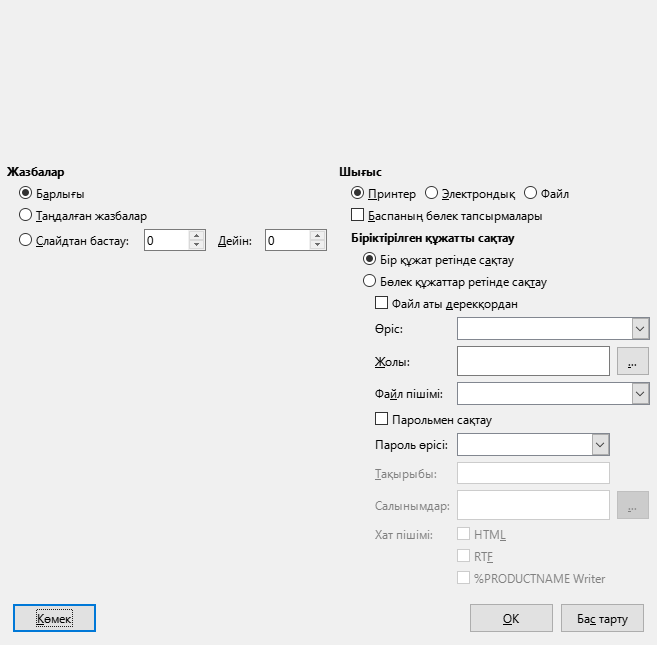 Жазбалар
Барлығы
Таңдалған жазбалар
Слайдтан бастау: 0 Дейін: 0
Шығыс
Принтер Электрондық Файл
Баспаның бөлек тапсырмалары
Біріктірілген құжатты сақтау
Бір құжат ретінде сақтау
Бөлек құжаттар ретінде сақтау
Файл аты дерекқордан
Өріс:
Жолы: ...
Файл пішімі:
Парольмен сақтау
Пароль өрісі:
Тақырыбы:
Салынымдар: ...
Хат пішімі: HTML
RTF
%PRODUCTNAME Writer
Көмек OK Бас тарту